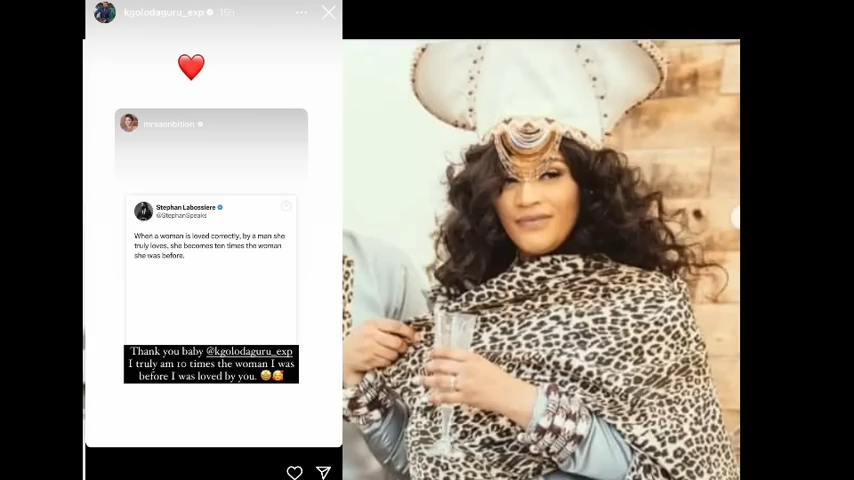 kgolodaguru_exp 15h
mrssonbition
Stephan Labossiere
@StephanSpeaks
When a woman is loved correctly, by a man she
truly loves, she becomes ten times the woman
she was before.
Thank you baby @kgolodaguru_exp
I truly am 10 times the woman I was
before I was loved by you. 🤩🥰